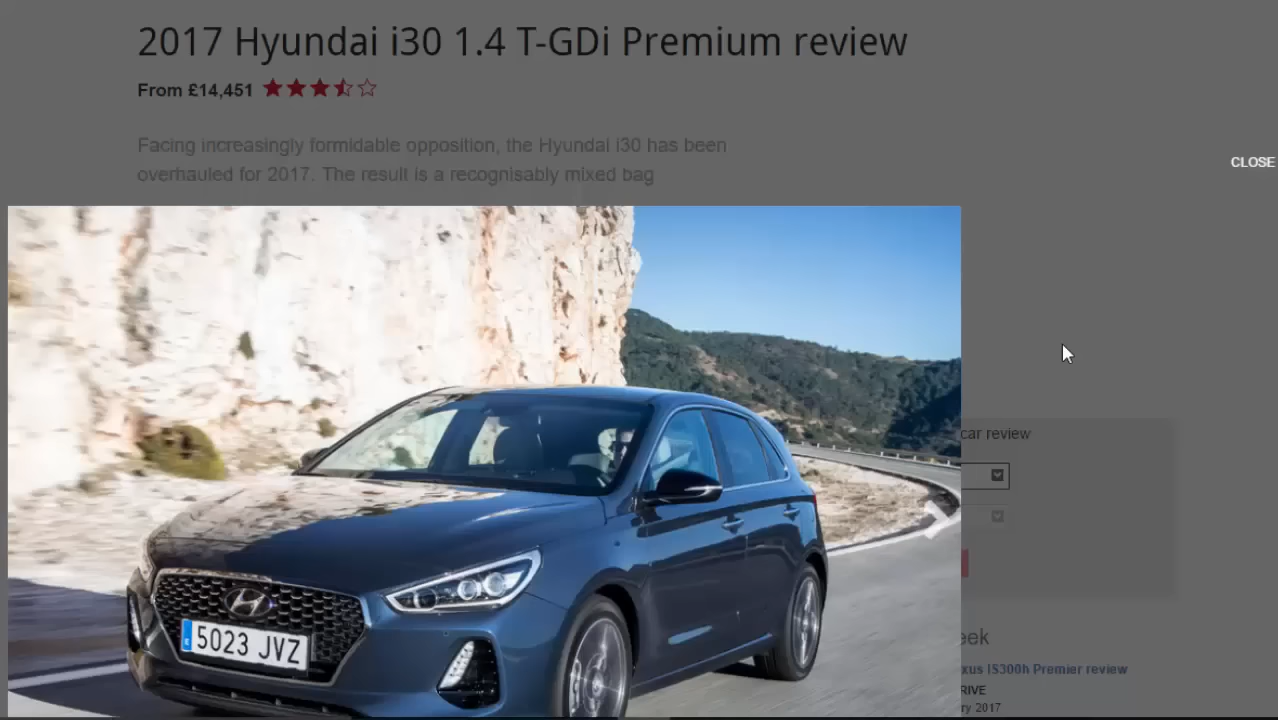 2017 Hyundai i30 1.4 T-GDi Premium review
From £14,451
Facing increasingly formidable opposition, the Hyundai i30 has been
overhauled for 2017. The result is a recognisably mixed bag
CLOSE
car review
5023 JVZ
eek
xus IS300h Premier review
RIVE
ry 2017